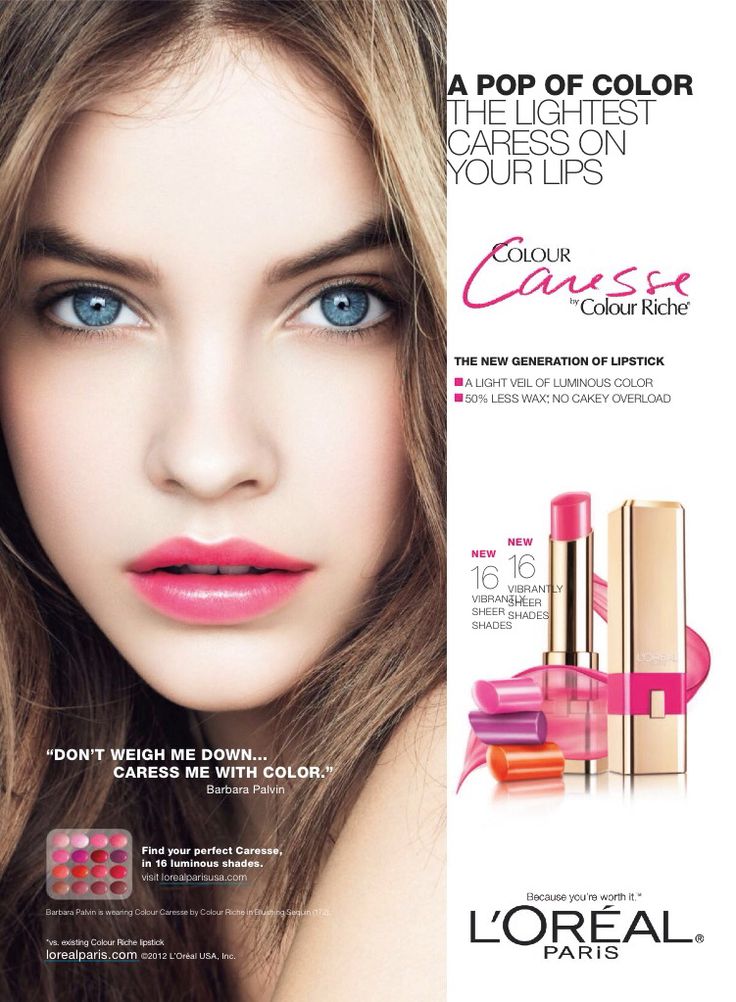 A POP OF COLOR
THE LIGHTEST
CARESS ON
YOUR LIPS
COLOUR
Caresse
by Colour Riche®
THE NEW GENERATION OF LIPSTICK
A LIGHT VEIL OF LUMINOUS COLOR
50% LESS WAX*, NO CAKEY OVERLOAD
NEW
16
VIBRANTLY
SHEER
SHADES
NEW
16
VIBRANTLY
SHEER
SHADES
L'ORÉAL
“DON’T WEIGH ME DOWN...
CARESS ME WITH COLOR.”
Barbara Palvin
Find your perfect Caresse,
in 16 luminous shades.
visit lorealparisusa.com
Barbara Palvin is wearing Colour Caresse by Colour Riche in Blushing Sequin (172).
*vs. existing Colour Riche lipstick
lorealparis.com ©2012 L’Oréal USA, Inc.
Because you’re worth it.™
L'ORÉAL®
PARiS